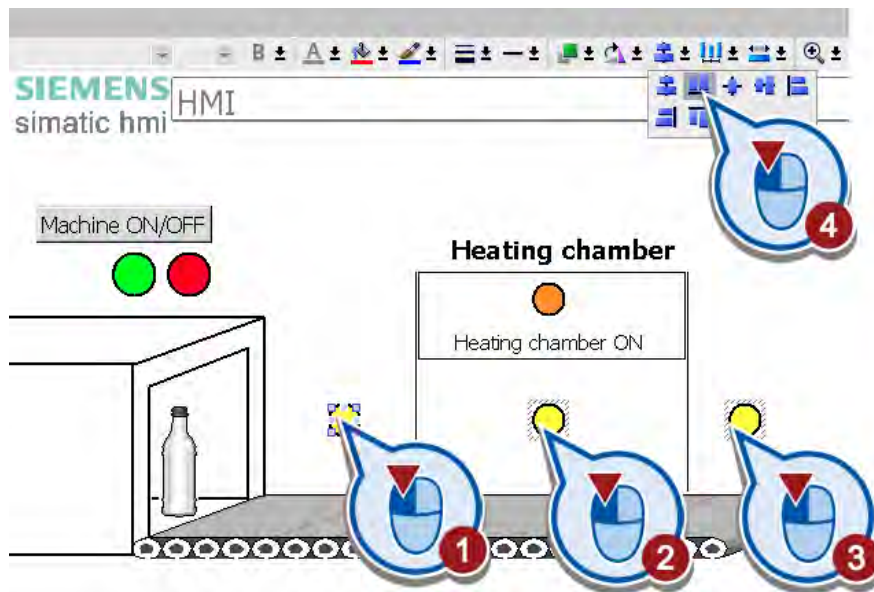 B A
SIEMENS
simatic hmi
HMI
4
Machine ON/OFF
Heating chamber
Heating chamber ON
1
2
3